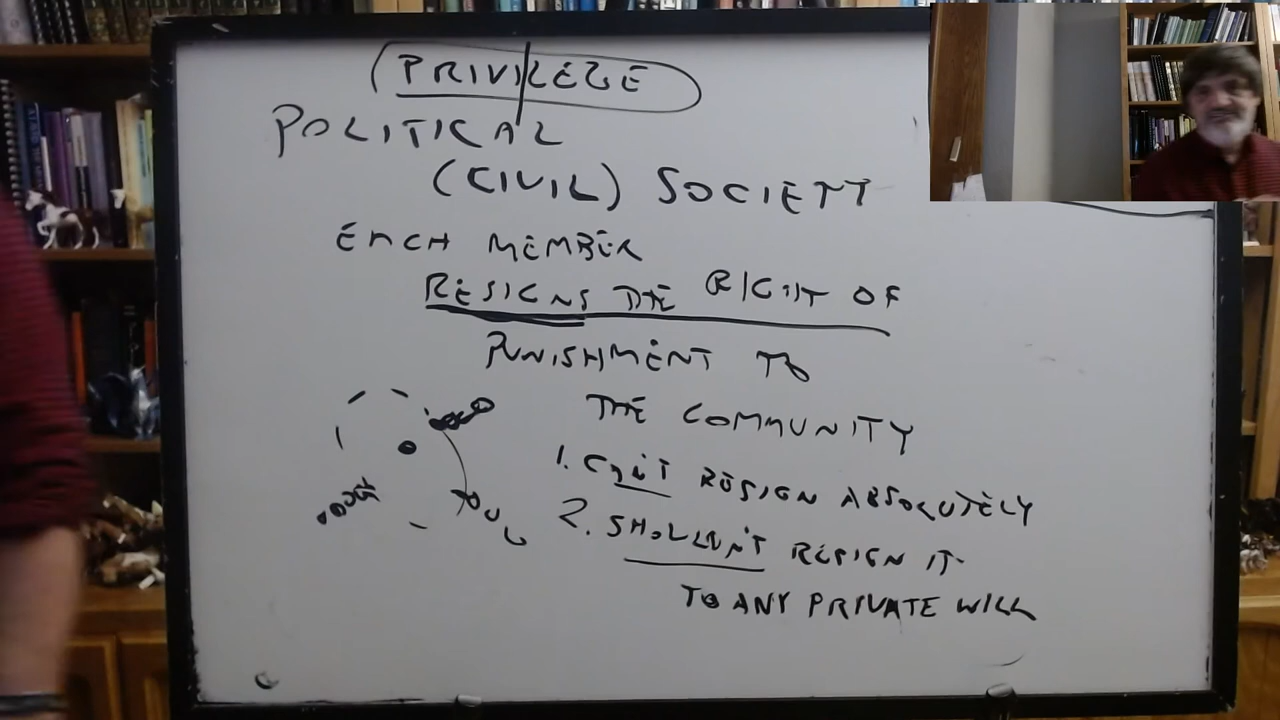 PRIVILEGE
POLITICAL
(CIVIL) SOCIETY
EACH MEMBER
RESIGNS THE RIGHT OF
PUNISHMENT TO
THE COMMUNITY
1. CAN'T RESIGN ABSOLUTELY
2. SHOULDN'T RESIGN IT
TO ANY PRIVATE WILL